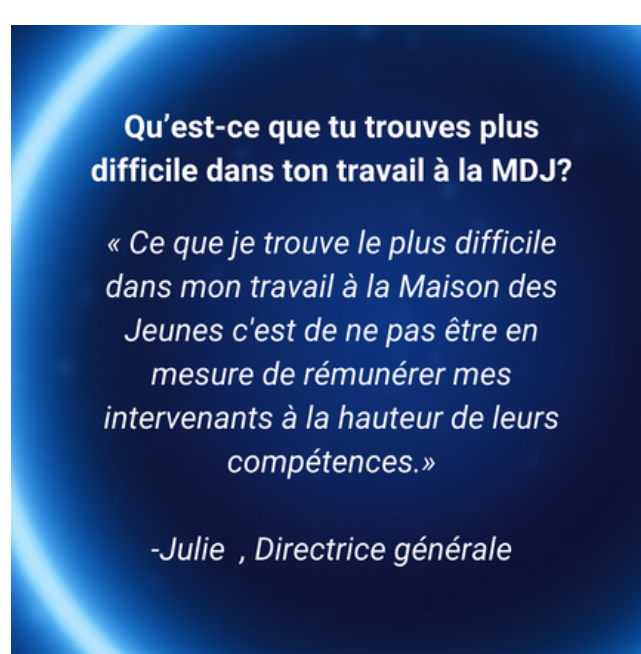 Qu’est-ce que tu trouves plus
difficile dans ton travail à la MDJ?
« Ce que je trouve le plus difficile
dans mon travail à la Maison des
Jeunes c'est de ne pas être en
mesure de rémunérer mes
intervenants à la hauteur de leurs
compétences.»
-Julie , Directrice générale